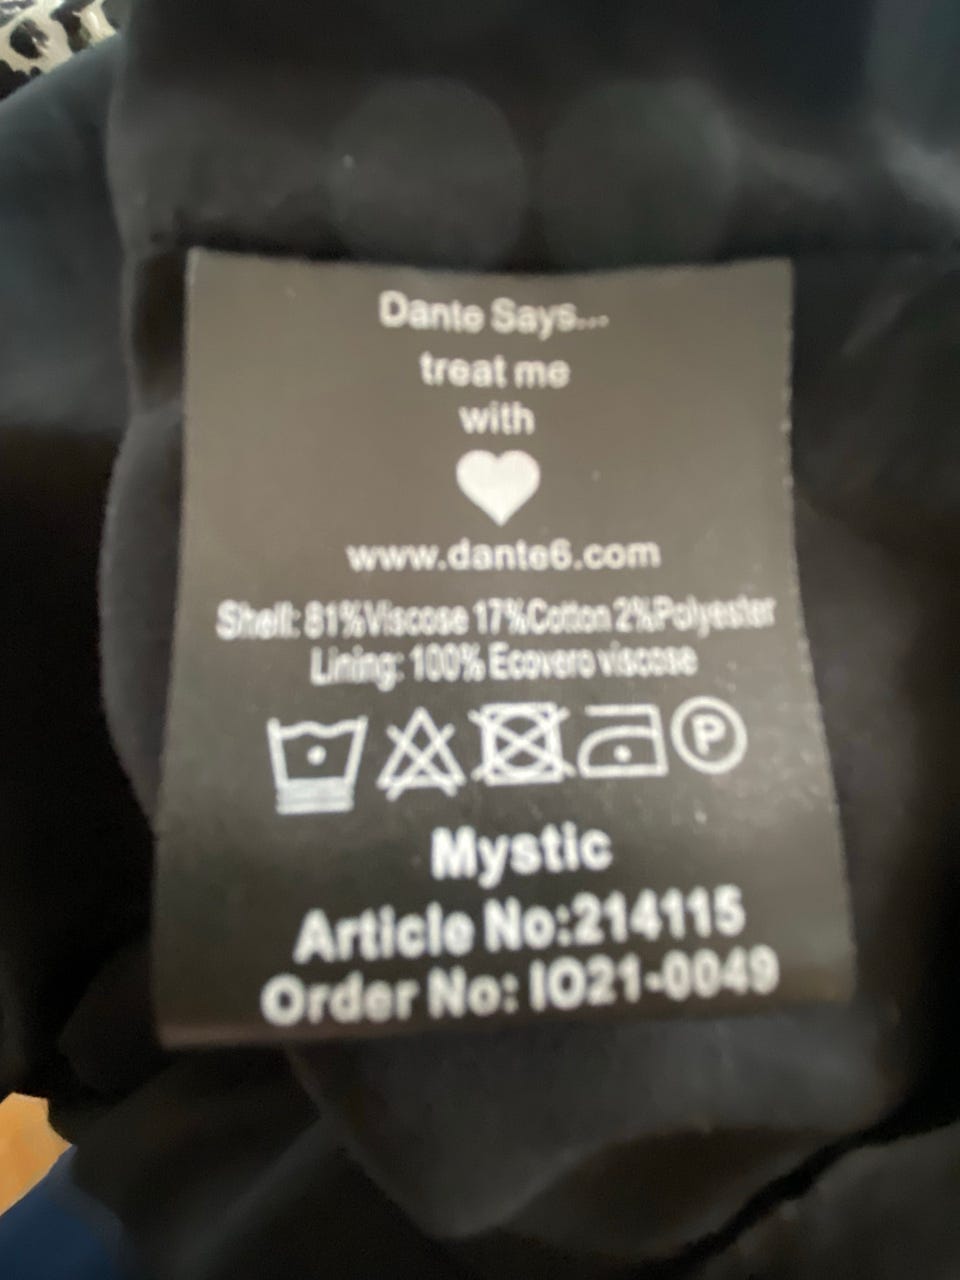 Dante Says...
treat me
with
www.dante6.com
Shell: 81%Viscose 17%Cotton 2%Polyester
Lining: 100% Ecovero viscose
P
Mystic
Article No:214115
Order No: IO21-0049